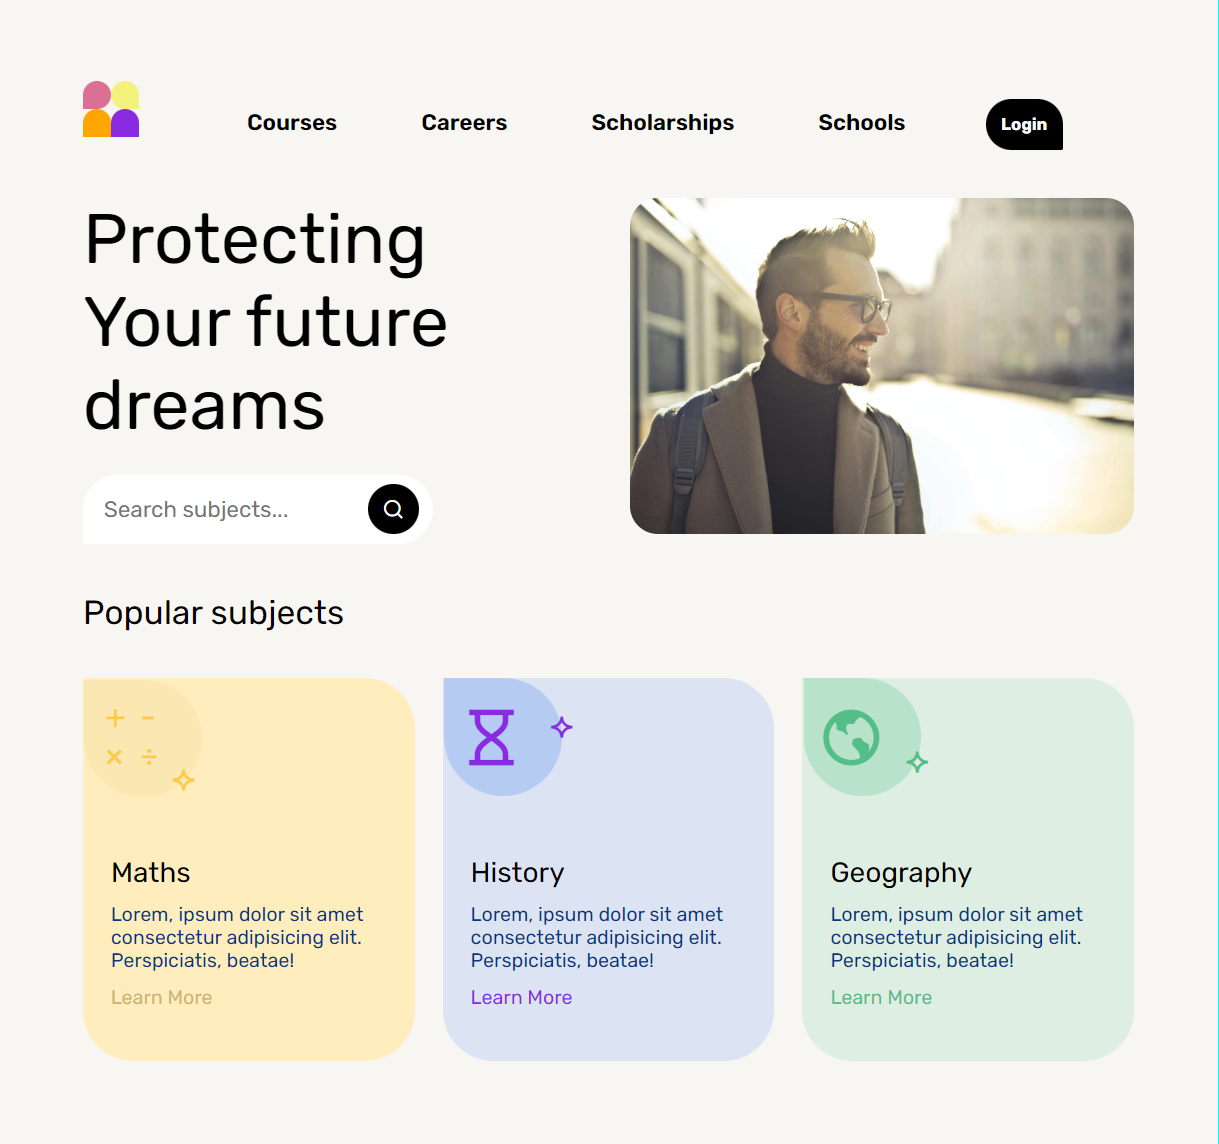 Courses Careers Scholarships Schools Login
Protecting
Your future
dreams
Search subjects...
Popular subjects
Maths
Lorem, ipsum dolor sit amet
consectetur adipisicing elit.
Perspiciatis, beatae!
Learn More
History
Lorem, ipsum dolor sit amet
consectetur adipisicing elit.
Perspiciatis, beatae!
Learn More
Geography
Lorem, ipsum dolor sit amet
consectetur adipisicing elit.
Perspiciatis, beatae!
Learn More